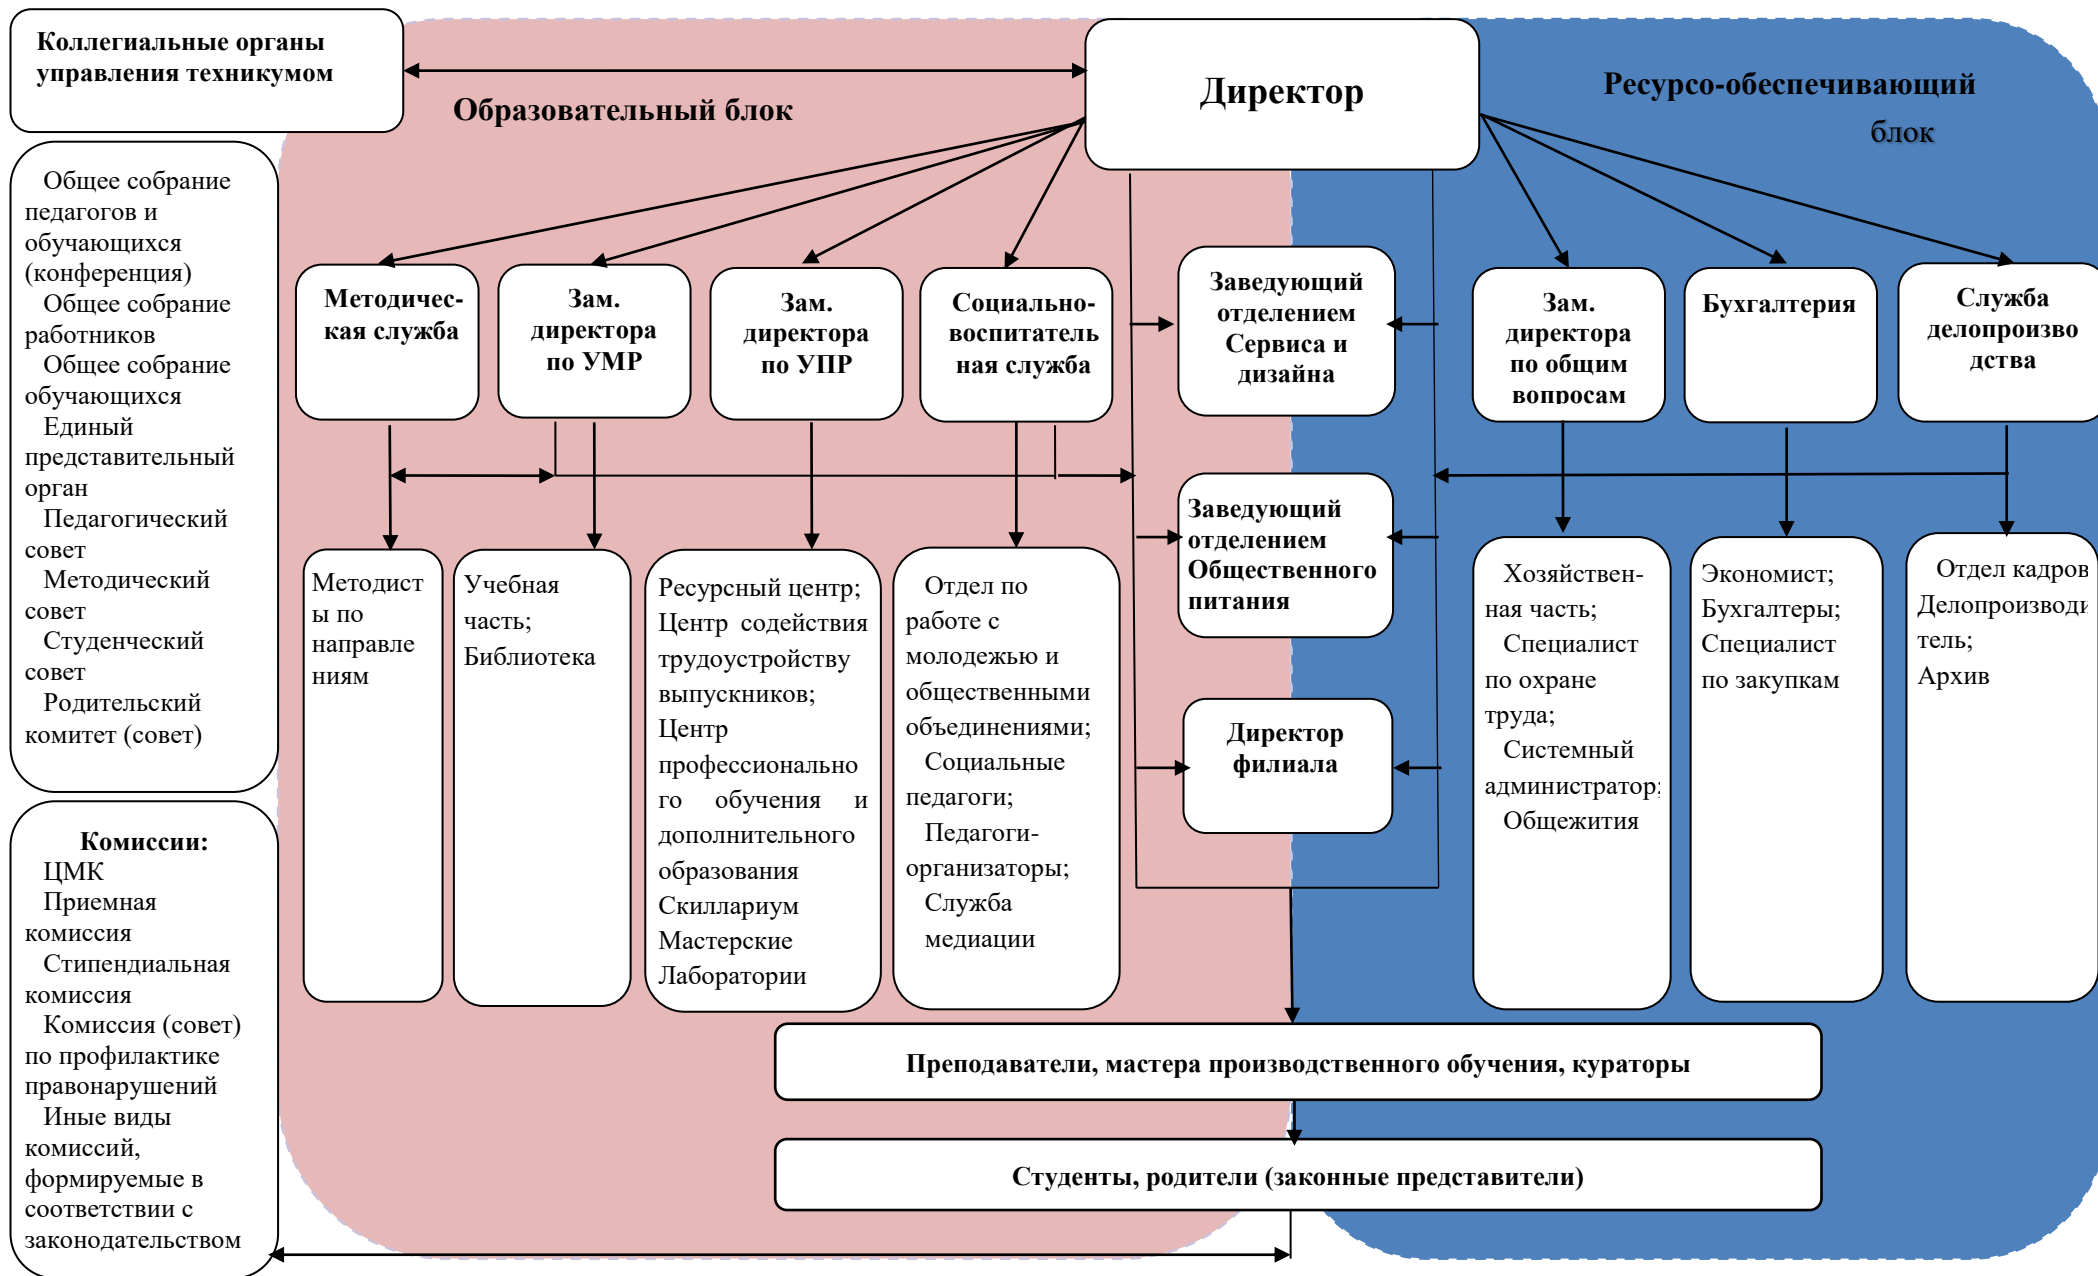 Коллегиальные органы
управления техникумом
Образовательный блок
Директор
Ресурсо-обеспечивающий
блок
Общее собрание
педагогов и
обучающихся
(конференция)
Общее собрание
работников
Общее собрание
обучающихся
Единый
представительный
орган
Педагогический
совет
Методический
совет
Студенческий
совет
Родительский
комитет (совет)
Комиссии:
ЦМК
Приемная
комиссия
Стипендиальная
комиссия
Комиссия (совет)
по профилактике
правонарушений
Иные виды
комиссий,
формируемые в
соответствии с
законодательством
Методичес-
кая служба
Зам.
директора
по УМР
Зам.
директора
по УПР
Социально-
воспитатель
ная служба
Заведующий
отделением
Сервиса и
дизайна
Зам.
директора
по общим
вопросам
Бухгалтерия
Служба
делопроизво
дства
Заведующий
отделением
Общественного
питания
Директор
филиала
Методист
ы по
направле
ниям
Учебная
часть;
Библиотека
Ресурсный центр;
Центр содействия
трудоустройству
выпускников;
Центр
профессионально
го обучения и
дополнительного
образования
Скиллариум
Мастерские
Лаборатории
Отдел по
работе с
молодежью и
общественными
объединениями;
Социальные
педагоги;
Педагоги-
организаторы;
Служба
медиации
Хозяйствен-
ная часть;
Специалист
по охране
труда;
Системный
администратор;
Общежития
Экономист;
Бухгалтеры;
Специалист
по закупкам
Отдел кадров
Делопроизводи
тель;
Архив
Преподаватели, мастера производственного обучения, кураторы
Студенты, родители (законные представители)